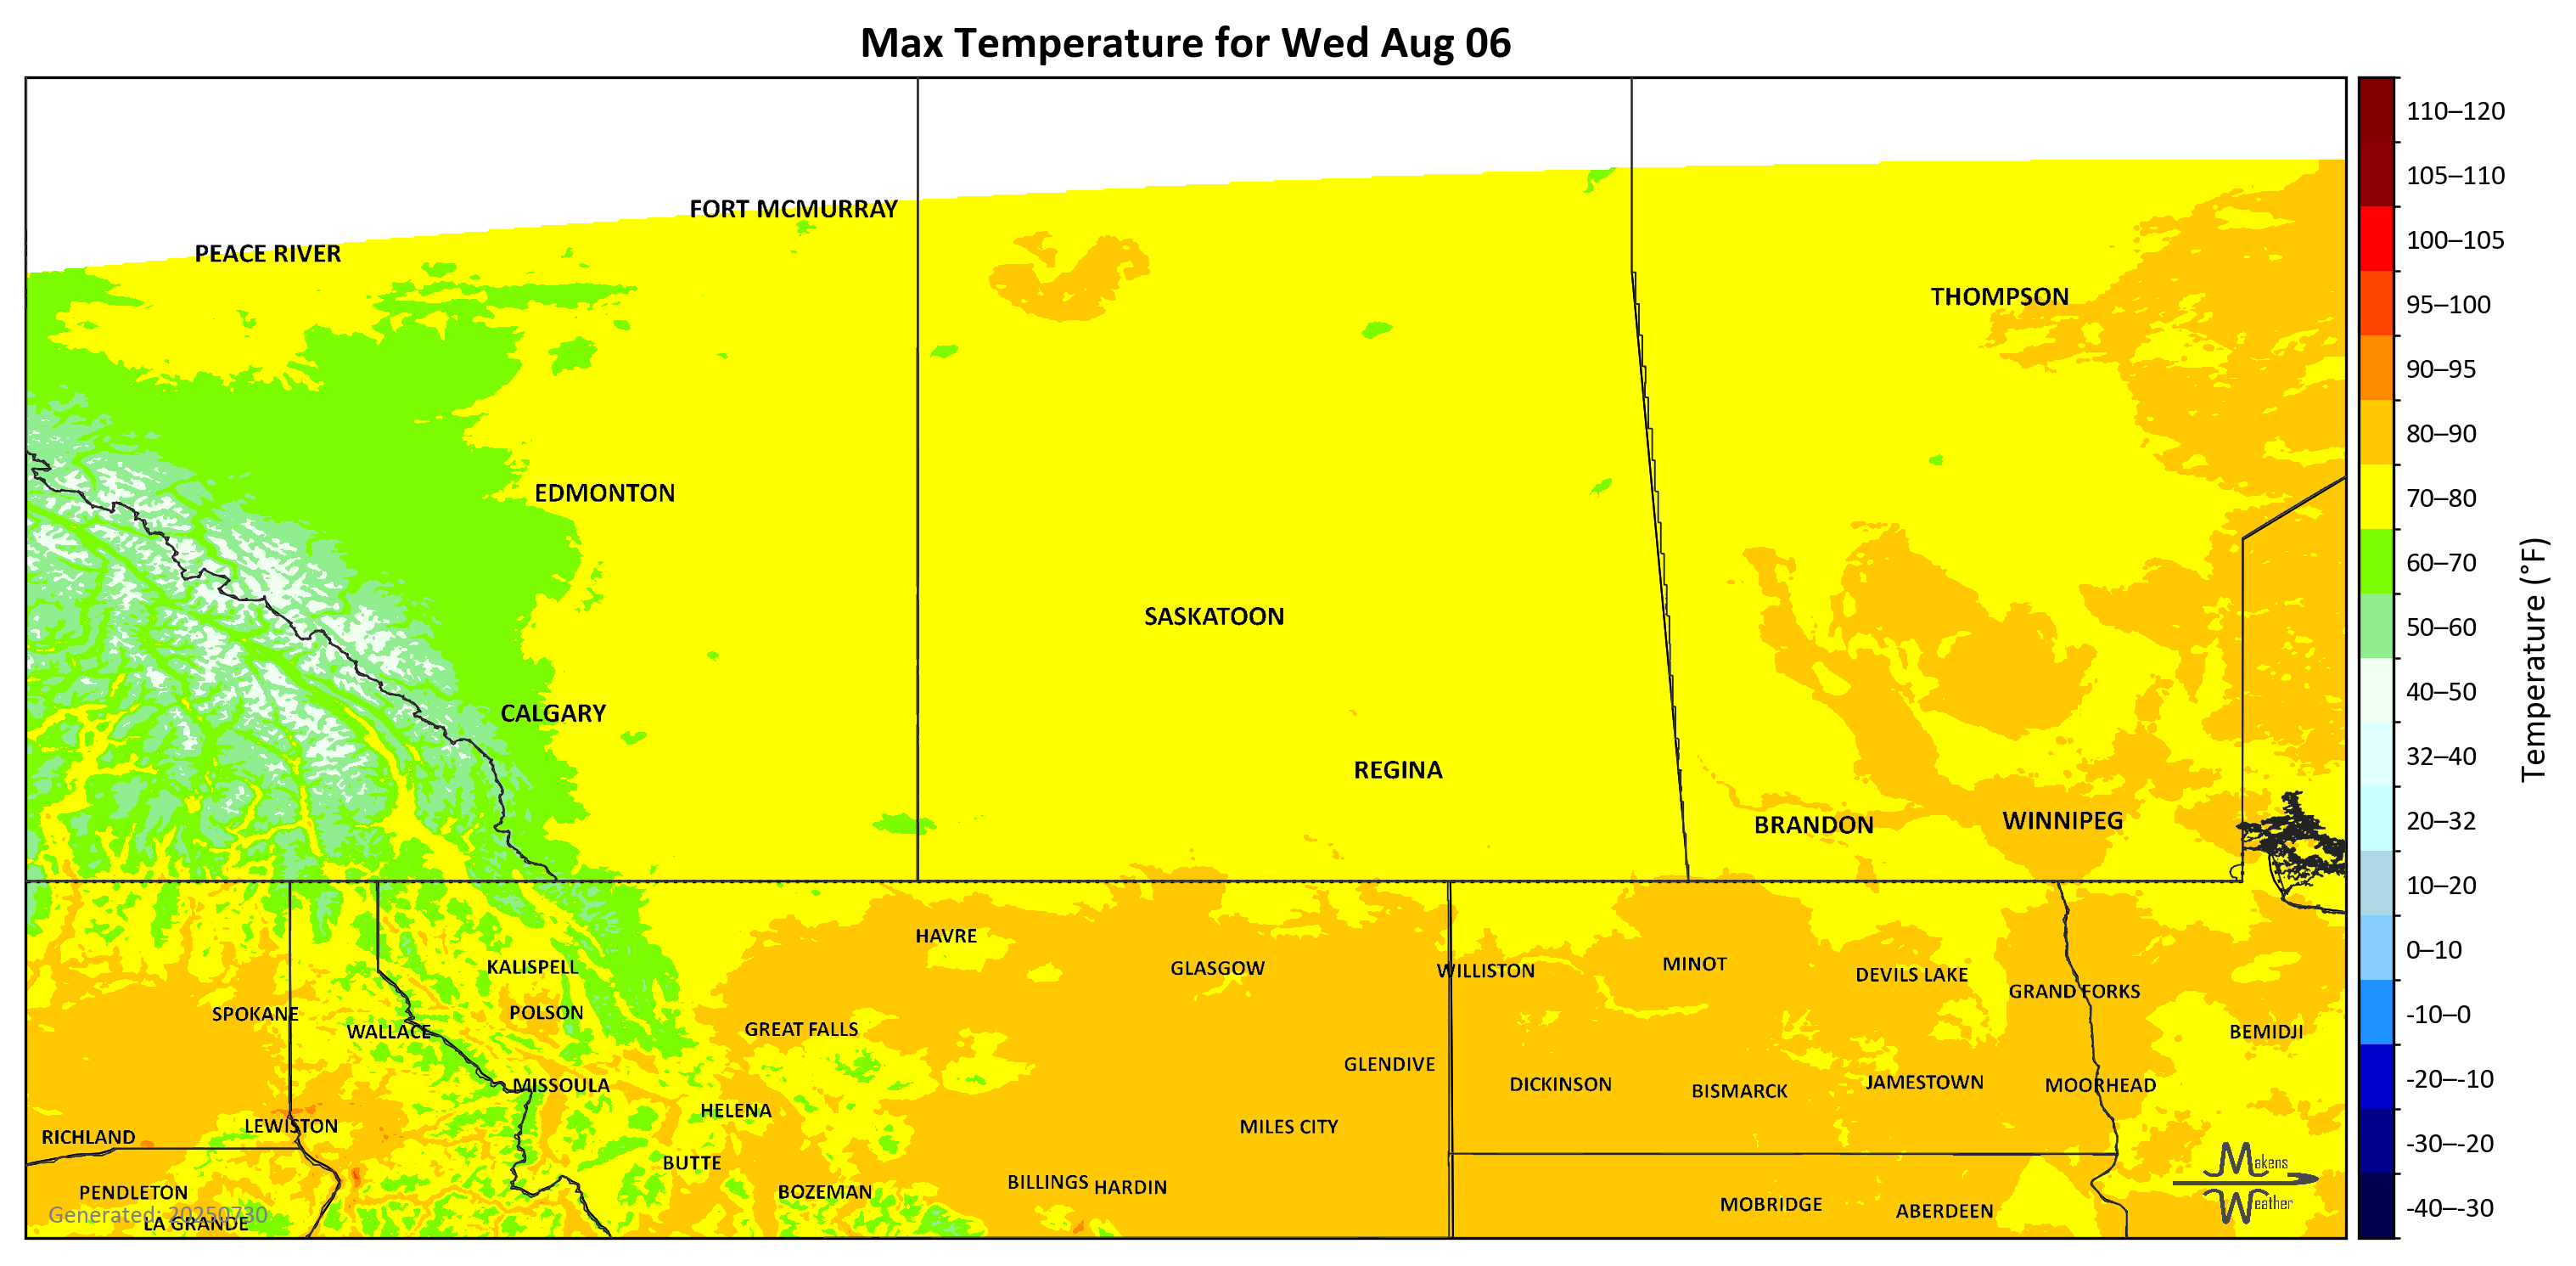 Max Temperature for Wed Aug 06
FORT MCMURRAY
PEACE RIVER
THOMPSON
EDMONTON
SASKATOON
CALGARY
REGINA
BRANDON
WINNIPEG
HAVRE
KALISPELL
GLASGOW
WILLISTON
MINOT
DEVILS LAKE
GRAND FORKS
SPOKANE
POLSON
WALLACE
GREAT FALLS
BEMIDJI
GLENDIVE
MISSOULA
DICKINSON
BISMARCK
JAMESTOWN
MOORHEAD
HELENA
LEWISTON
MILES CITY
RICHLAND
BUTTE
BILLINGS
HARDIN
PENDLETON
BOZEMAN
MOBRIDGE
ABERDEEN
Generated: 20250730
LA GRANDE
Makens
Weather
110–120
105–110
100–105
95–100
90–95
80–90
70–80
60–70
50–60
40–50
32–40
20–32
10–20
0–10
-10–0
-20–-10
-30–-20
-40–-30
Temperature (°F)